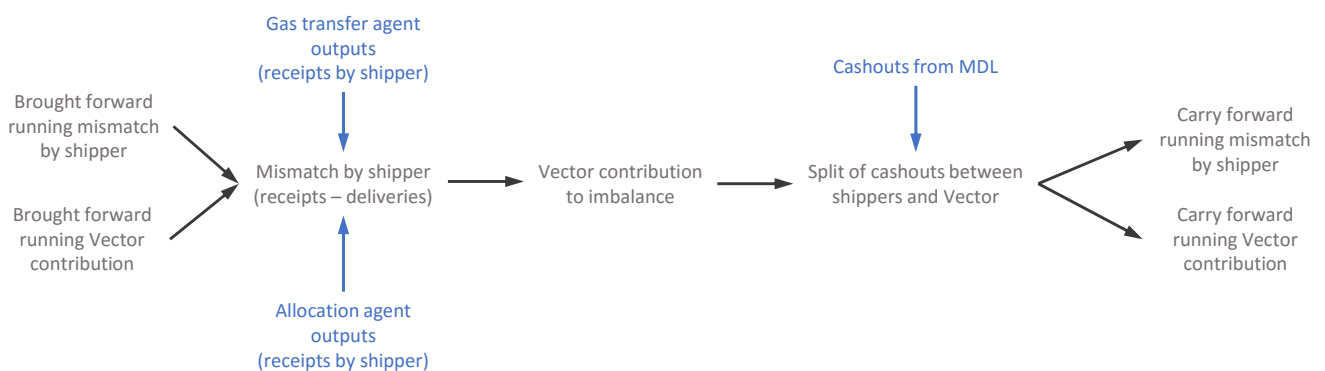 Gas transfer agent
outputs
(receipts by shipper)
Cashouts from MDL
Brought forward
running mismatch
by shipper
Carry forward
running mismatch
by shipper
Mismatch by shipper
(receipts – deliveries)
Vector contribution
to imbalance
Split of cashouts between
shippers and Vector
Brought forward
running Vector
contribution
Carry forward
running Vector
contribution
Allocation agent
outputs
(receipts by shipper)